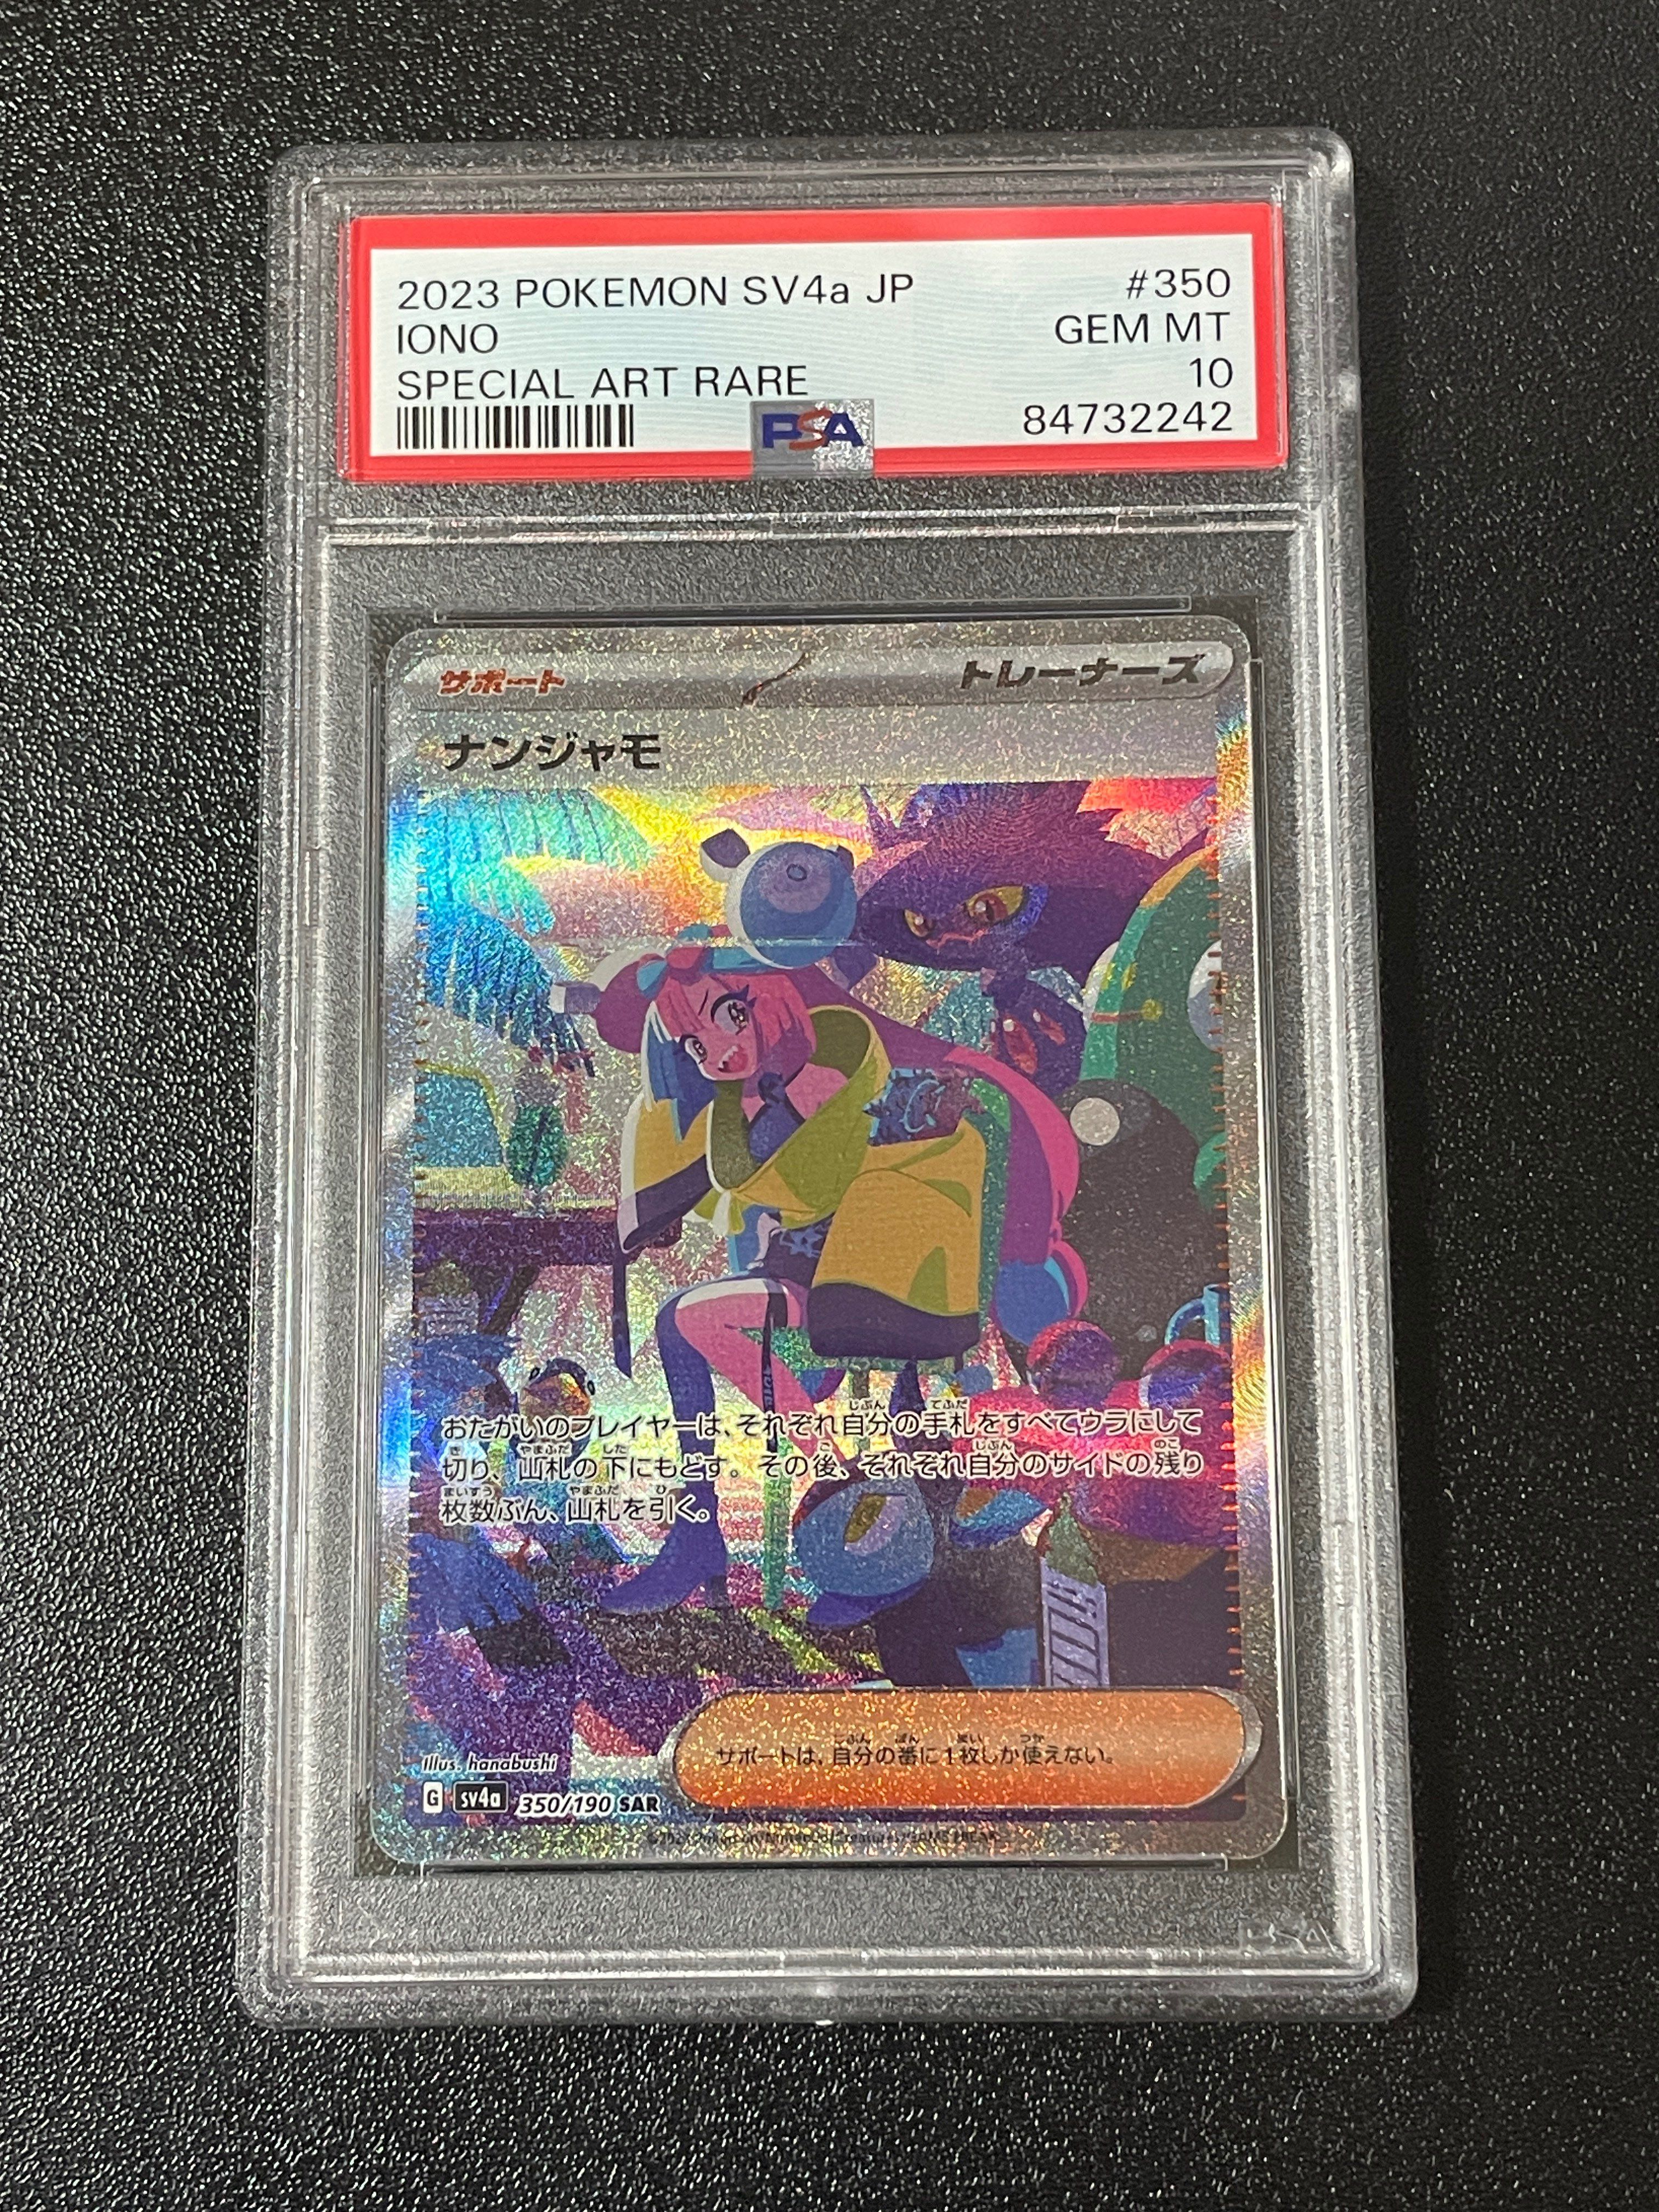 2023 POKEMON SV4a JP #350
IONO GEM MT
SPECIAL ART RARE 10
PSA 84732242
サポート トレーナーズ
ナンジャモ
おたがいのプレイヤーは、それぞれ自分の手札をすべてウラにして
切り、山札の下にもどす。その後、それぞれ自分のサイドの残り
枚数ぶん、山札を引く。
サポートは、自分の番に1枚しか使えない。
Illus. hanabushi
G sv4a 350/190 SAR
PSA